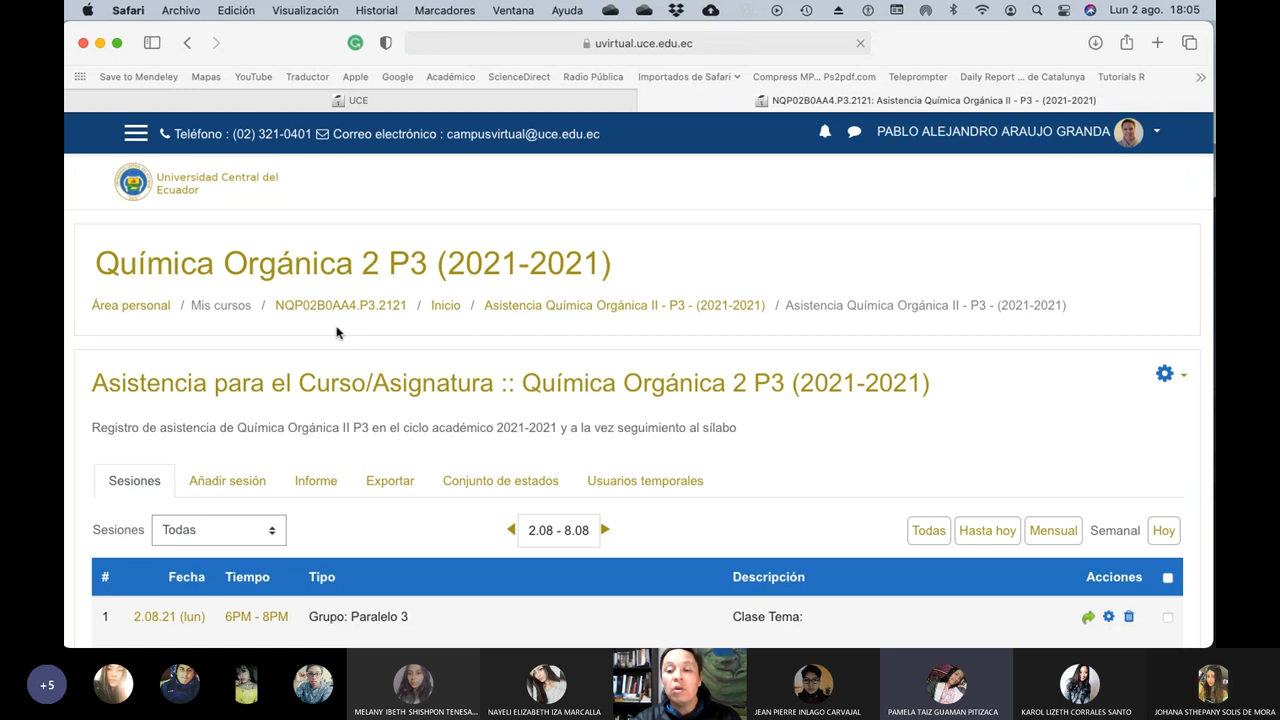 Safari Archivo Edición Visualización Historial Marcadores Ventana Ayuda Lun 2 ago. 18:05
uvirtual.uce.edu.ec
Save to Mendeley Mapas YouTube Traductor Apple Google Académico ScienceDirect Radio Pública Importados de Safari Compress MP... Ps2pdf.com Teleprompter Daily Report ... de Catalunya Tutorials R
UCE NQP02B0AA4.P3.2121: Asistencia Química Orgánica II - P3 - (2021-2021)
Teléfono : (02) 321-0401 Correo electrónico : campusvirtual@uce.edu.ec PABLO ALEJANDRO ARAUJO GRANDA
Universidad Central del
Ecuador
Química Orgánica 2 P3 (2021-2021)
Área personal / Mis cursos / NQP02B0AA4.P3.2121 / Inicio / Asistencia Química Orgánica II - P3 - (2021-2021) / Asistencia Química Orgánica II - P3 - (2021-2021)
Asistencia para el Curso/Asignatura :: Química Orgánica 2 P3 (2021-2021)
Registro de asistencia de Química Orgánica II P3 en el ciclo académico 2021-2021 y a la vez seguimiento al sílabo
Sesiones Añadir sesión Informe Exportar Conjunto de estados Usuarios temporales
Sesiones Todas 2.08 - 8.08 Todas Hasta hoy Mensual Semanal Hoy
# Fecha Tiempo Tipo Descripción Acciones
1 2.08.21 (lun) 6PM - 8PM Grupo: Paralelo 3 Clase Tema:
+5
MELANY IBETH SHISHPON TENESA... NAYELI ELIZABETH IZA MARCALLA JEAN PIERRE INLAGO CARVAJAL PAMELA TAIZ GUAMAN PITIZACA KAROL LIZETH CORRALES SANTO JOHANA STHEPANY SOLIS DE MORA